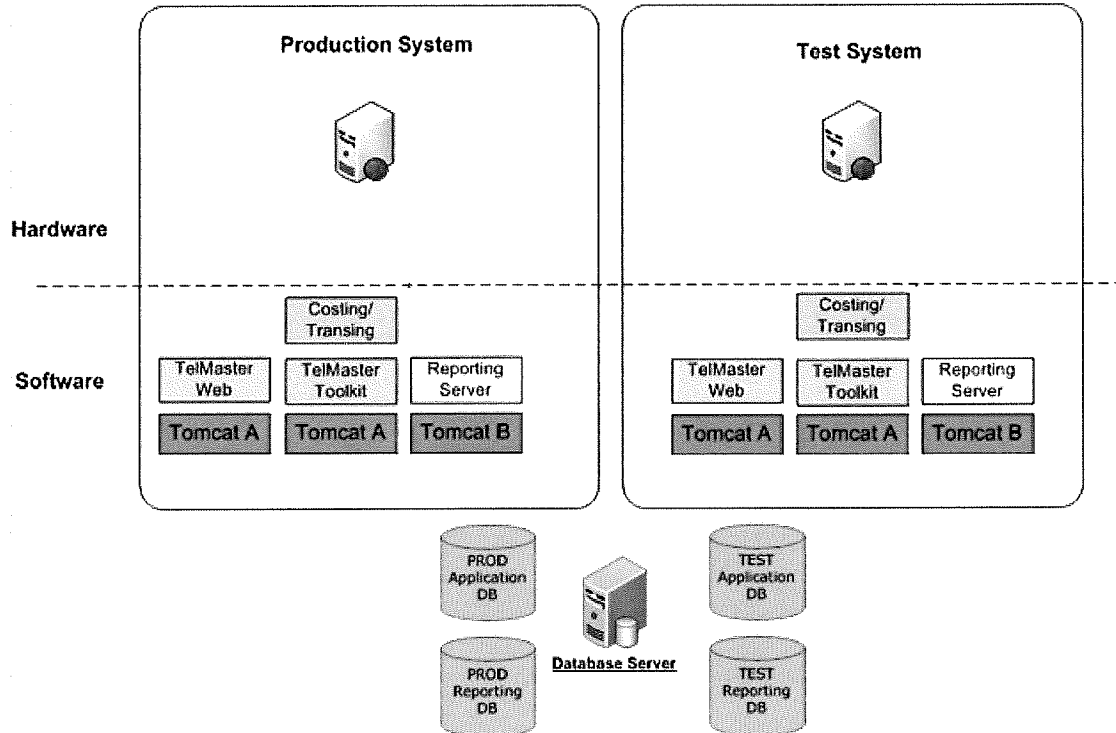 Production System
Test System
Hardware
Costing/
Transing
Costing/
Transing
Software
TelMaster
Web
TelMaster
Toolkit
Reporting
Server
TelMaster
Web
TelMaster
Toolkit
Reporting
Server
Tomcat A
Tomcat A
Tomcat B
Tomcat A
Tomcat A
Tomcat B
PROD
Application
DB
TEST
Application
DB
Database Server
PROD
Reporting
DB
TEST
Reporting
DB